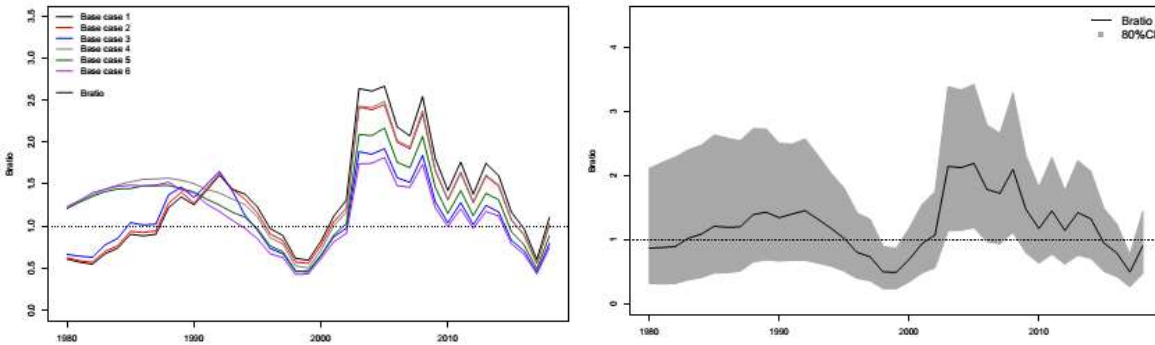 Base case 1
Base case 2
Base case 3
Base case 4
Base case 5
Base case 6
Bratio
Bratio
3.5
3.0
2.5
2.0
1.5
1.0
0.5
0.0
1980
1990
2000
2010
Bratio
80%CI
Bratio
4
3
2
1
0
1980
1990
2000
2010